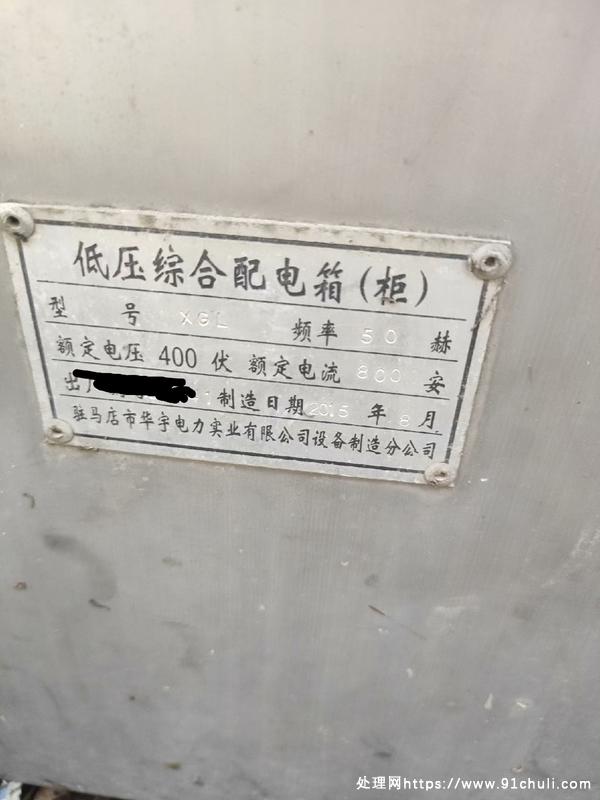 低压综合配电箱(柜)
型 号 XGL 频率 50 赫
额定电压 400 伏 额定电流 800 安
出 制造日期 2015 年 8 月
驻马店市华宇电力实业有限公司设备制造分公司
处理网https://www.91chuli.com/